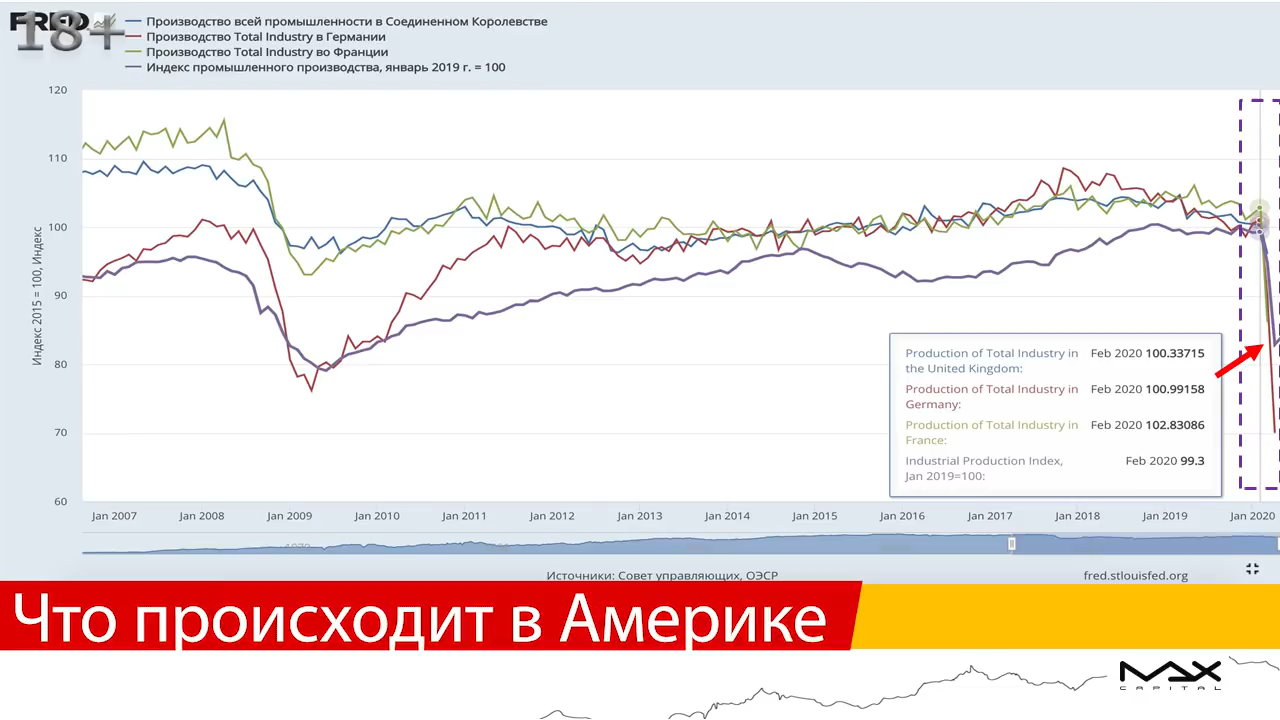 FRED
18+
Производство всей промышленности в Соединенном Королевстве
Производство Total Industry в Германии
Производство Total Industry во Франции
Индекс промышленного производства, январь 2019 г. = 100
120
110
100
90
80
70
60
Индекс 2015 = 100, Индекс
Production of Total Industry in the United Kingdom: Feb 2020 100.33715
Production of Total Industry in Germany: Feb 2020 100.99158
Production of Total Industry in France: Feb 2020 102.83086
Industrial Production Index, Jan 2019=100: Feb 2020 99.3
Jan 2007 Jan 2008 Jan 2009 Jan 2010 Jan 2011 Jan 2012 Jan 2013 Jan 2014 Jan 2015 Jan 2016 Jan 2017 Jan 2018 Jan 2019 Jan 2020
Источники: Совет управляющих, ОЭСР
fred.stlouisfed.org
Что происходит в Америке
MAX
CAPITAL